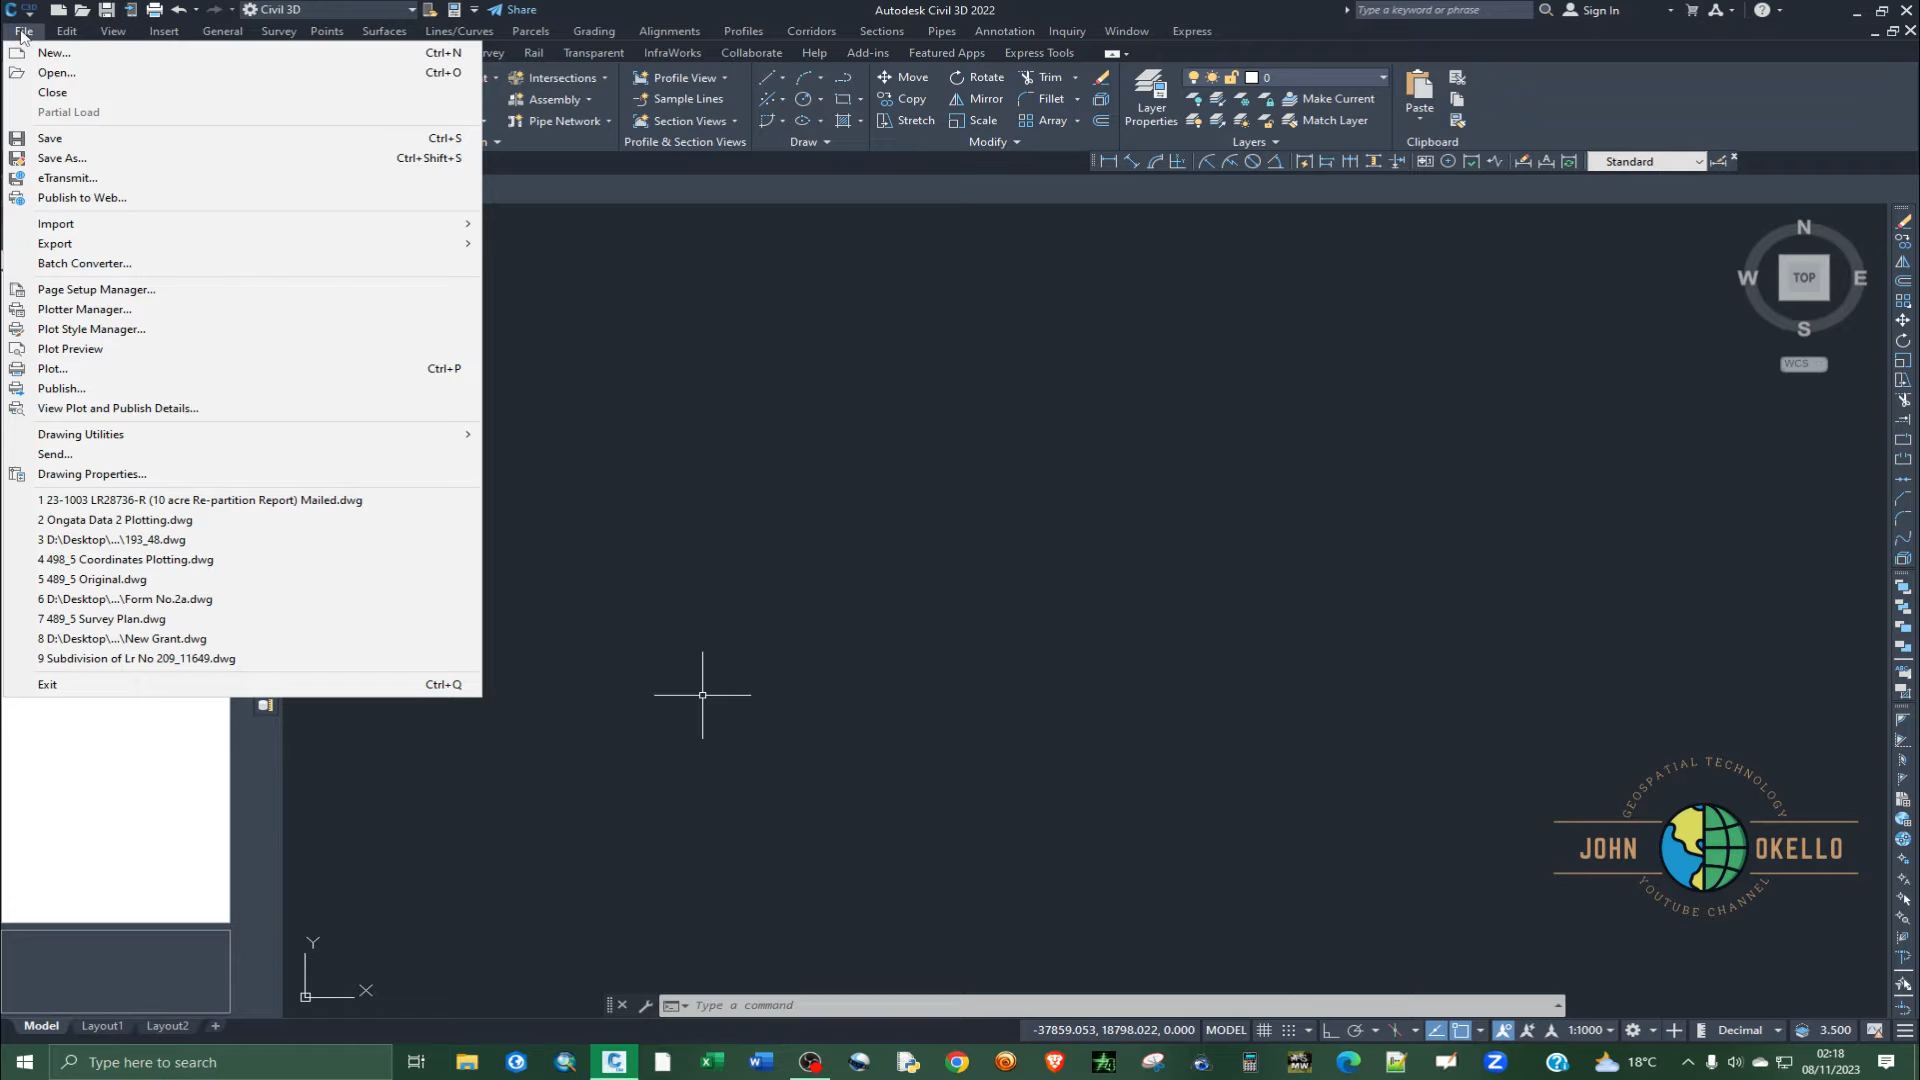 Civil 3D
Share
Autodesk Civil 3D 2022
Type a keyword or phrase
Sign In
File Edit View Insert General Survey Points Surfaces Lines/Curves Parcels Grading Alignments Profiles Corridors Sections Help Pipes Annotation Inquiry Window Express
Rail Transparent InfraWorks Collaborate Add-ins Featured Apps Express Tools
New... Ctrl+N
Open... Ctrl+O
Close
Partial Load
Save Ctrl+S
Save As... Ctrl+Shift+S
eTransmit...
Publish to Web...
Import
Export
Batch Converter...
Page Setup Manager...
Plotter Manager...
Plot Style Manager...
Plot Preview
Plot... Ctrl+P
Publish...
View Plot and Publish Details...
Drawing Utilities
Send...
Drawing Properties...
1 23-1003 LR28736-R (10 acre Re-partition Report) Mailed.dwg
2 Ongata Data 2 Plotting.dwg
3 D:\Desktop\...\193_48.dwg
4 498_5 Coordinates Plotting.dwg
5 489_5 Original.dwg
6 D:\Desktop\...\Form No.2a.dwg
7 489_5 Survey Plan.dwg
8 D:\Desktop\...\New Grant.dwg
9 Subdivision of Lr No 209_11649.dwg
Exit Ctrl+Q
Intersections
Assembly
Pipe Network
Profile View
Sample Lines
Section Views
Profile & Section Views
Draw
Move Rotate Trim
Copy Mirror Fillet
Stretch Scale Array
Modify
Layer
Properties
0
Make Current
Match Layer
Layers
Paste
Clipboard
Standard
N
W TOP E
S
WCS
GEOSPATIAL TECHNOLOGY
JOHN OKELLO
YOUTUBE CHANNEL
Y
X
Type a command
Model Layout1 Layout2 +
-37859.053, 18798.022, 0.000 MODEL 1:1000 Decimal 3.500
Type here to search
18°C
02:18
08/11/2023